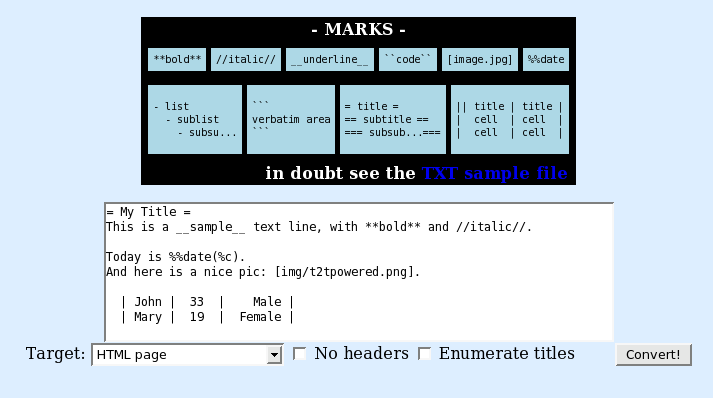 - MARKS -
**bold** //italic// __underline__ ``code`` [image.jpg] %%date
- list
- sublist
- subsu...
```
verbatim area
```
= title =
== subtitle ==
=== subsub...===
|| title | title |
|  cell  |  cell  |
|  cell  |  cell  |
in doubt see the TXT sample file
= My Title =
This is a __sample__ text line, with **bold** and //italic//.
Today is %%date(%c).
And here is a nice pic: [img/t2tpowered.png].
| John |  33  |    Male |
| Mary |  19  |  Female |
Target: HTML page No headers Enumerate titles Convert!